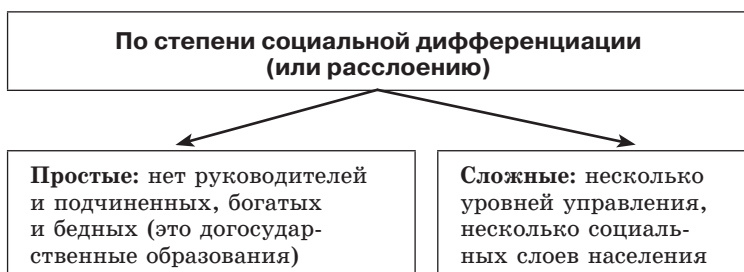 По степени социальной дифференциации
(или расслоению)
Простые: нет руководителей
и подчиненных, богатых
и бедных (это догосудар-
ственные образования)
Сложные: несколько
уровней управления,
несколько социаль-
ных слоев населения